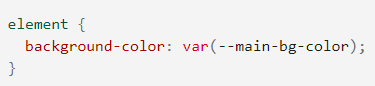 element {
  background-color: var(--main-bg-color);
}